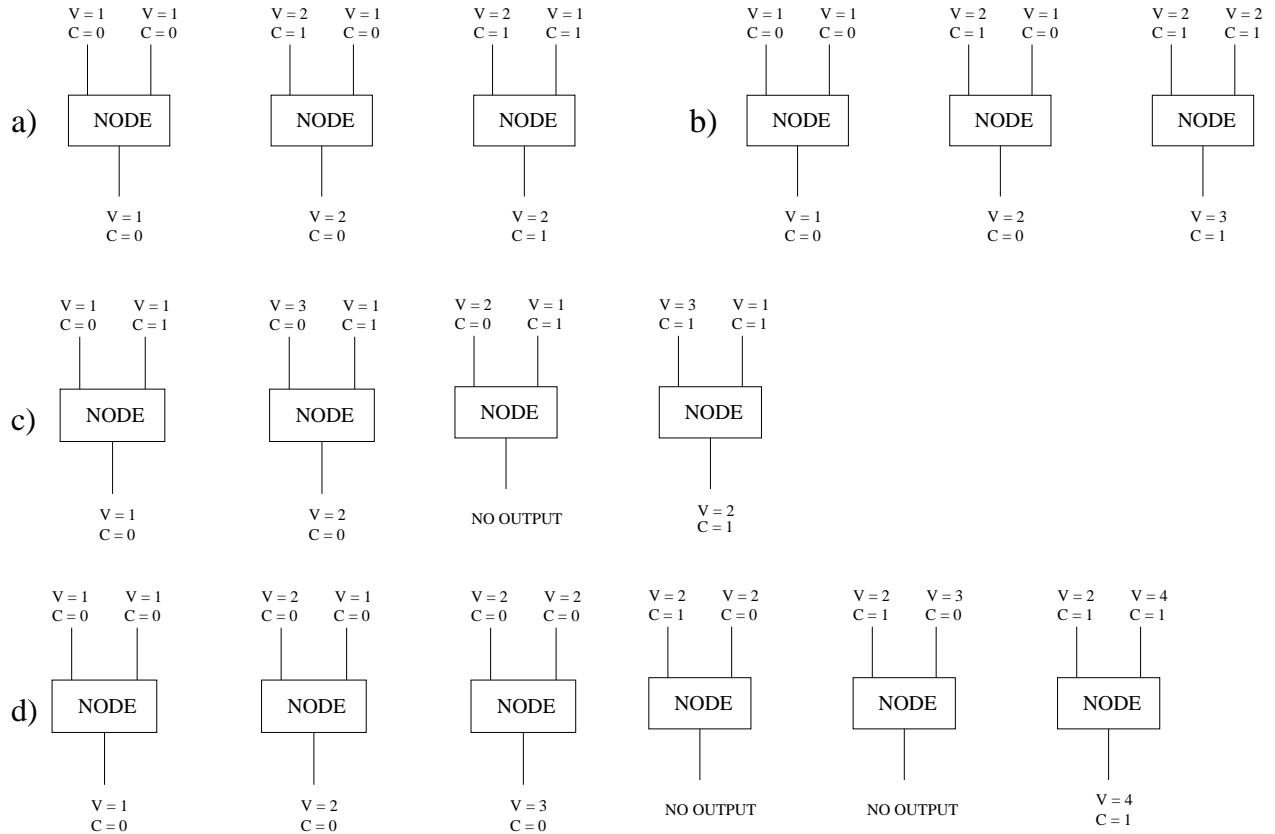 V = 1 V = 1 V = 2 V = 1 V = 2 V = 1
C = 0 C = 0 C = 1 C = 0 C = 1 C = 1
a) NODE NODE NODE
V = 1 V = 2 V = 2
C = 0 C = 0 C = 1
V = 1 V = 1 V = 2 V = 1 V = 2 V = 2
C = 0 C = 0 C = 1 C = 0 C = 1 C = 1
b) NODE NODE NODE
V = 1 V = 2 V = 3
C = 0 C = 0 C = 1
V = 1 V = 1 V = 3 V = 1 V = 2 V = 1 V = 3 V = 1
C = 0 C = 1 C = 0 C = 1 C = 0 C = 1 C = 1 C = 1
c) NODE NODE NODE NODE
V = 1 V = 2 NO OUTPUT V = 2
C = 0 C = 0 C = 1
V = 1 V = 1 V = 2 V = 1 V = 2 V = 2 V = 2 V = 2 V = 2 V = 3 V = 2 V = 4
C = 0 C = 0 C = 0 C = 0 C = 0 C = 0 C = 1 C = 0 C = 1 C = 0 C = 1 C = 1
d) NODE NODE NODE NODE NODE NODE
V = 1 V = 2 V = 3 NO OUTPUT NO OUTPUT V = 4
C = 0 C = 0 C = 0 C = 1